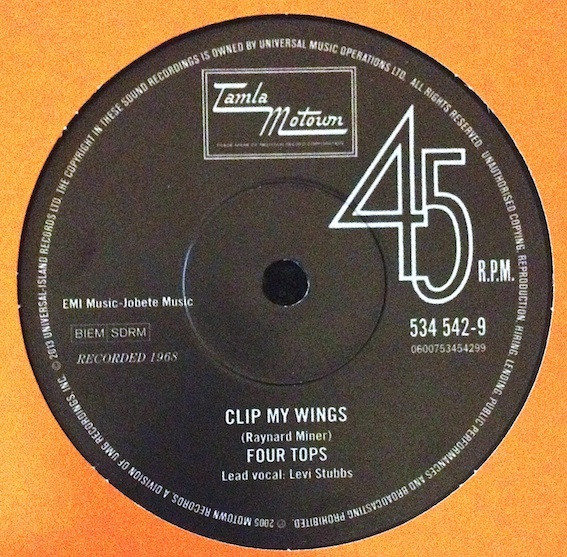 ℗ 2013 UNIVERSAL-ISLAND RECORDS LTD. THE COPYRIGHT IN THESE SOUND RECORDINGS IS OWNED BY UNIVERSAL MUSIC OPERATIONS LTD. ALL RIGHTS RESERVED. UNAUTHORISED COPYING, REPRODUCTION, HIRING, LENDING, PUBLIC PERFORMANCES AND BROADCASTING PROHIBITED. ℗ 2005 MOTOWN RECORDS, A DIVISION OF UMG RECORDINGS, INC.
Tamla
Motown
TRADE MARK OF MOTOWN RECORD CORPORATION
45
R.P.M.
EMI Music-Jobete Music
534 542-9
BIEM SDRM
0600753454299
RECORDED 1968
CLIP MY WINGS
(Raynard Miner)
FOUR TOPS
Lead vocal: Levi Stubbs